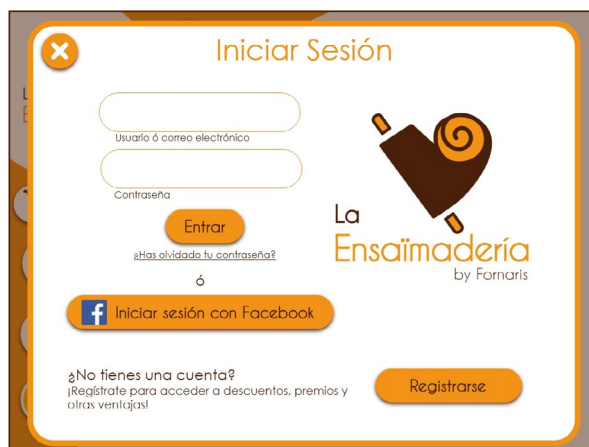 Iniciar Sesión
Usuario ó correo electrónico
Contraseña
Entrar
¿Has olvidado tu contraseña?
ó
Iniciar sesión con Facebook
La
Ensaïmadería
by Fornaris
¿No tienes una cuenta?
¡Regístrate para acceder a descuentos, premios y
otras ventajas!
Registrarse